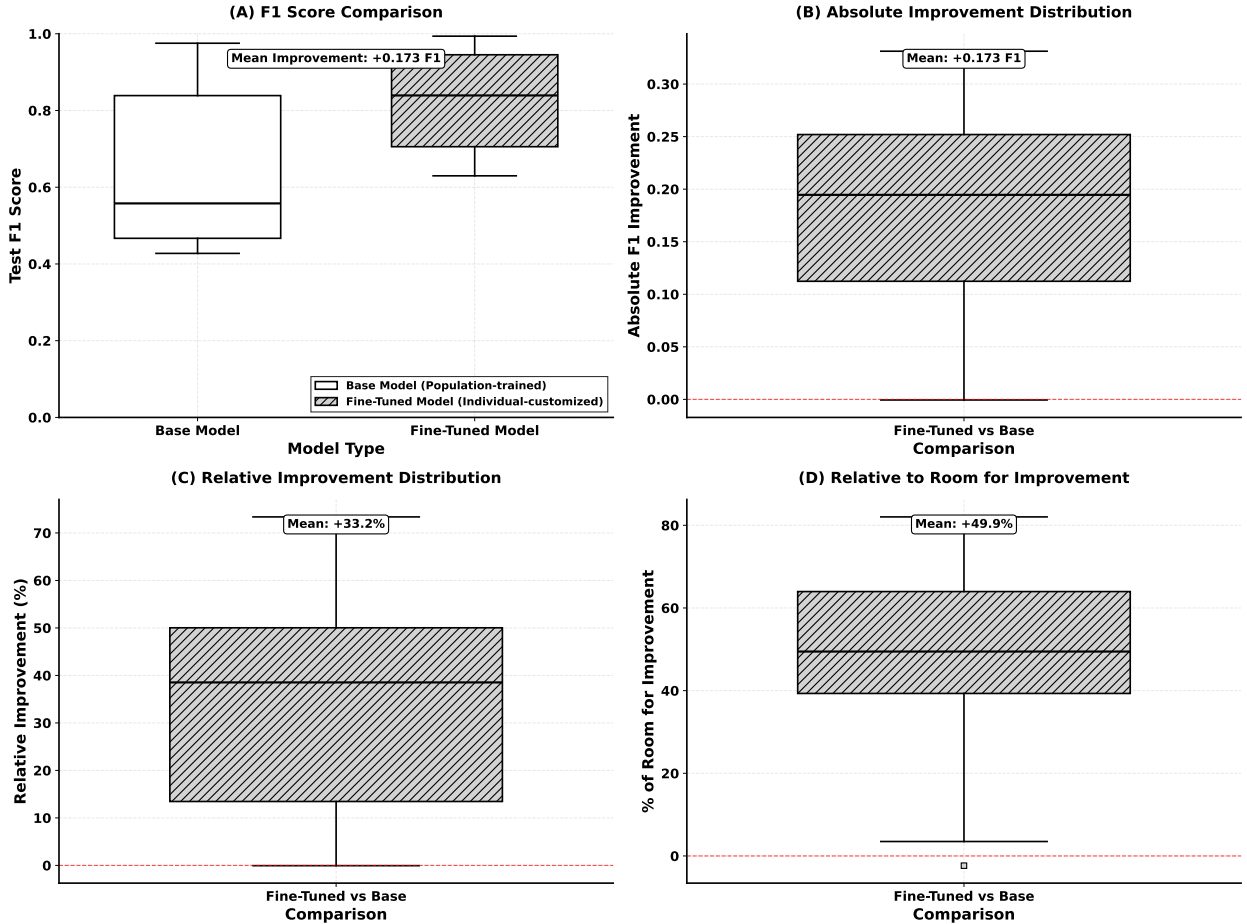 (A) F1 Score Comparison
1.0
0.8
0.6
0.4
0.2
0.0
Test F1 Score
Mean Improvement: +0.173 F1
Base Model (Population-trained)
Fine-Tuned Model (Individual-customized)
Base Model
Fine-Tuned Model
Model Type
(B) Absolute Improvement Distribution
0.30
0.25
0.20
0.15
0.10
0.05
0.00
Absolute F1 Improvement
Mean: +0.173 F1
Fine-Tuned vs Base
Comparison
(C) Relative Improvement Distribution
70
60
50
40
30
20
10
0
Relative Improvement (%)
Mean: +33.2%
Fine-Tuned vs Base
Comparison
(D) Relative to Room for Improvement
80
60
40
20
0
% of Room for Improvement
Mean: +49.9%
Fine-Tuned vs Base
Comparison